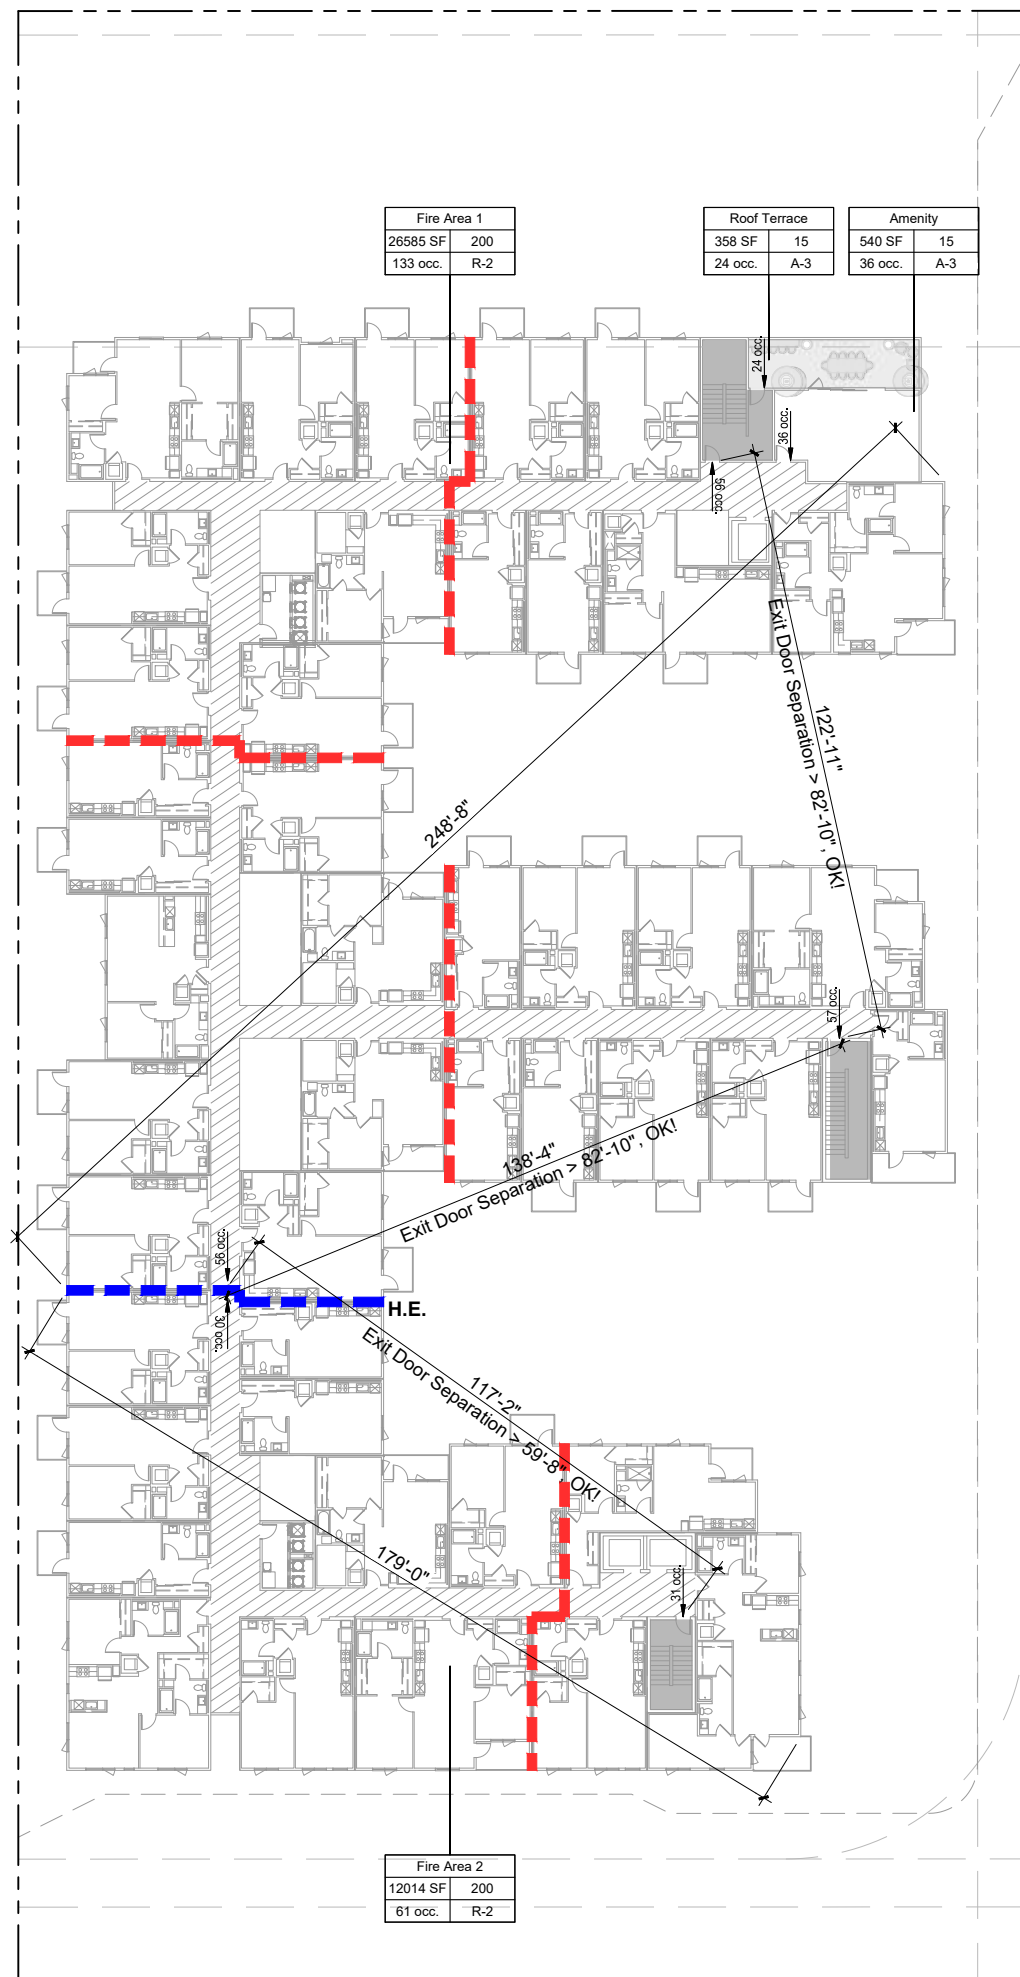 Fire Area 1
26585 SF 200
133 occ. R-2
Roof Terrace
358 SF 15
24 occ. A-3
Amenity
540 SF 15
36 occ. A-3
24 occ.
36 occ.
56 occ.
122'-11"
Exit Door Separation > 82'-10", OK!
248'-8"
57 occ.
138'-4"
Exit Door Separation > 82'-10", OK!
56 occ.
30 occ.
H.E.
117'-2"
Exit Door Separation > 59'-8", OK!
179'-0"
31 occ.
Fire Area 2
12014 SF 200
61 occ. R-2